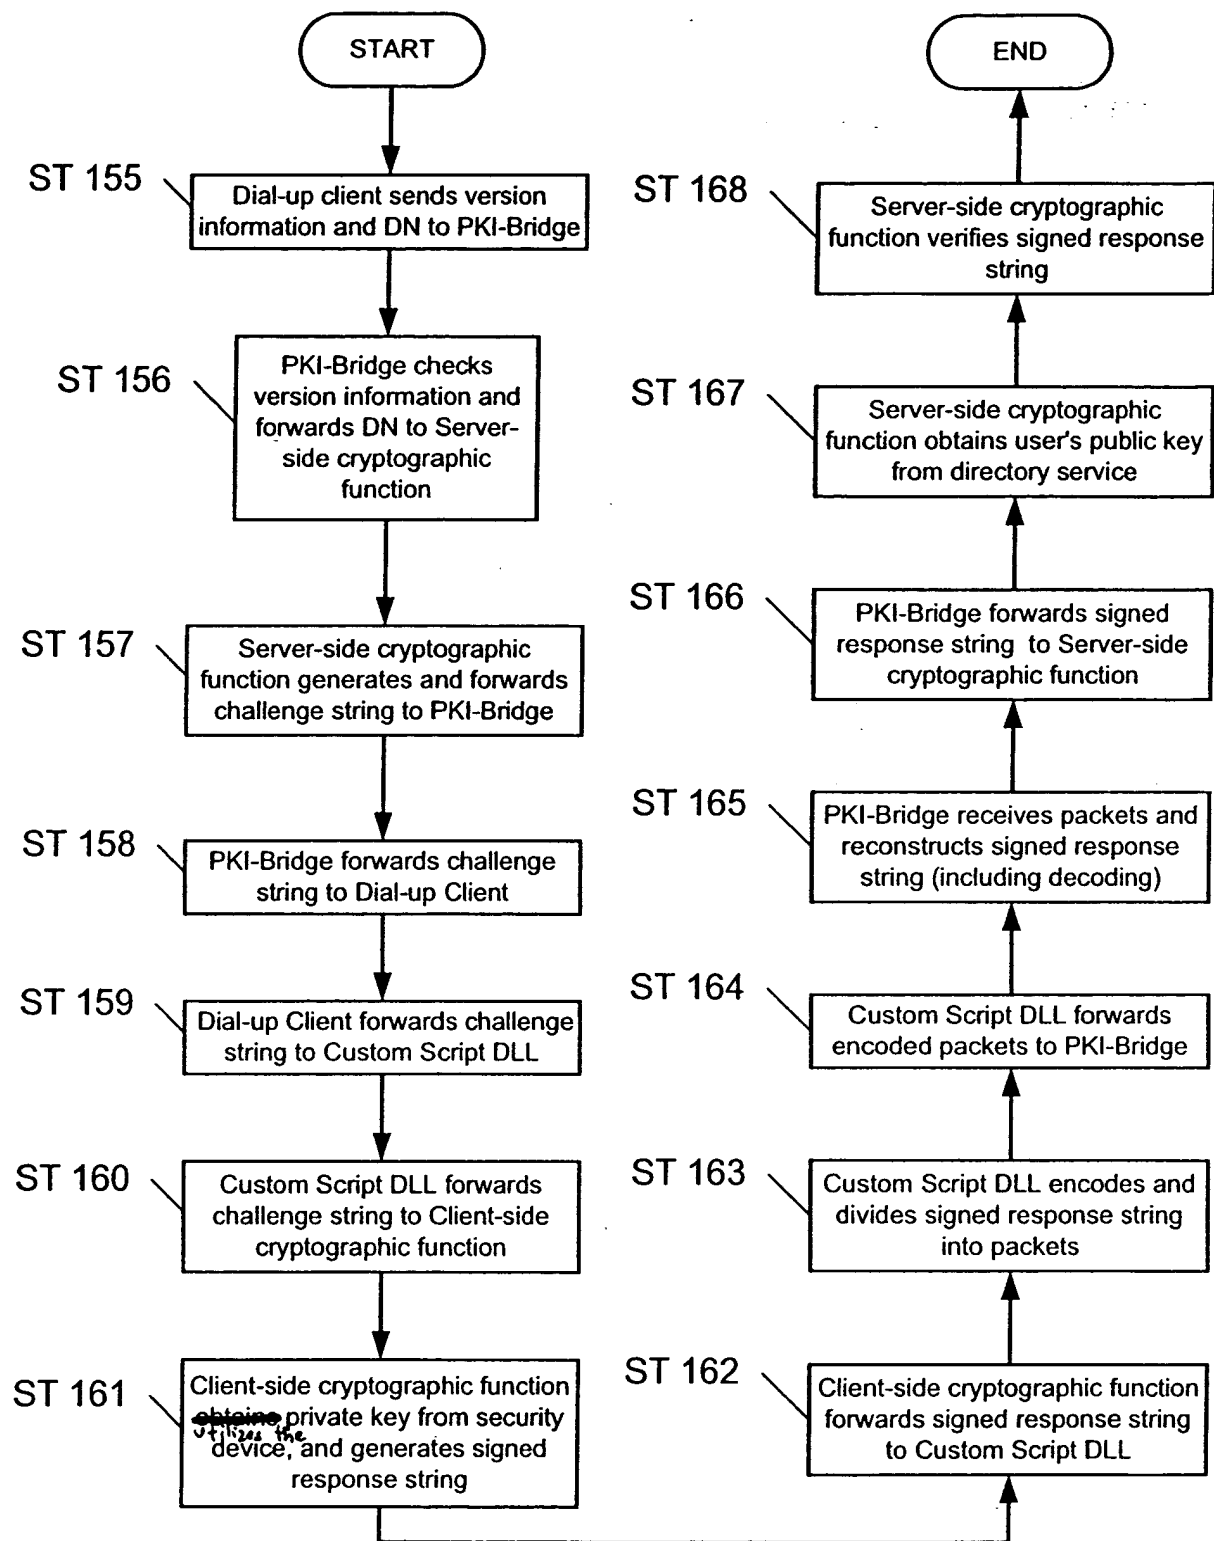 START
ST 155
Dial-up client sends version
information and DN to PKI-Bridge
ST 156
PKI-Bridge checks
version information and
forwards DN to Server-
side cryptographic
function
ST 157
Server-side cryptographic
function generates and forwards
challenge string to PKI-Bridge
ST 158
PKI-Bridge forwards challenge
string to Dial-up Client
ST 159
Dial-up Client forwards challenge
string to Custom Script DLL
ST 160
Custom Script DLL forwards
challenge string to Client-side
cryptographic function
ST 161
Client-side cryptographic function
obtains private key from security
utilizes the
device, and generates signed
response string
END
ST 168
Server-side cryptographic
function verifies signed response
string
ST 167
Server-side cryptographic
function obtains user's public key
from directory service
ST 166
PKI-Bridge forwards signed
response string to Server-side
cryptographic function
ST 165
PKI-Bridge receives packets and
reconstructs signed response
string (including decoding)
ST 164
Custom Script DLL forwards
encoded packets to PKI-Bridge
ST 163
Custom Script DLL encodes and
divides signed response string
into packets
ST 162
Client-side cryptographic function
forwards signed response string
to Custom Script DLL